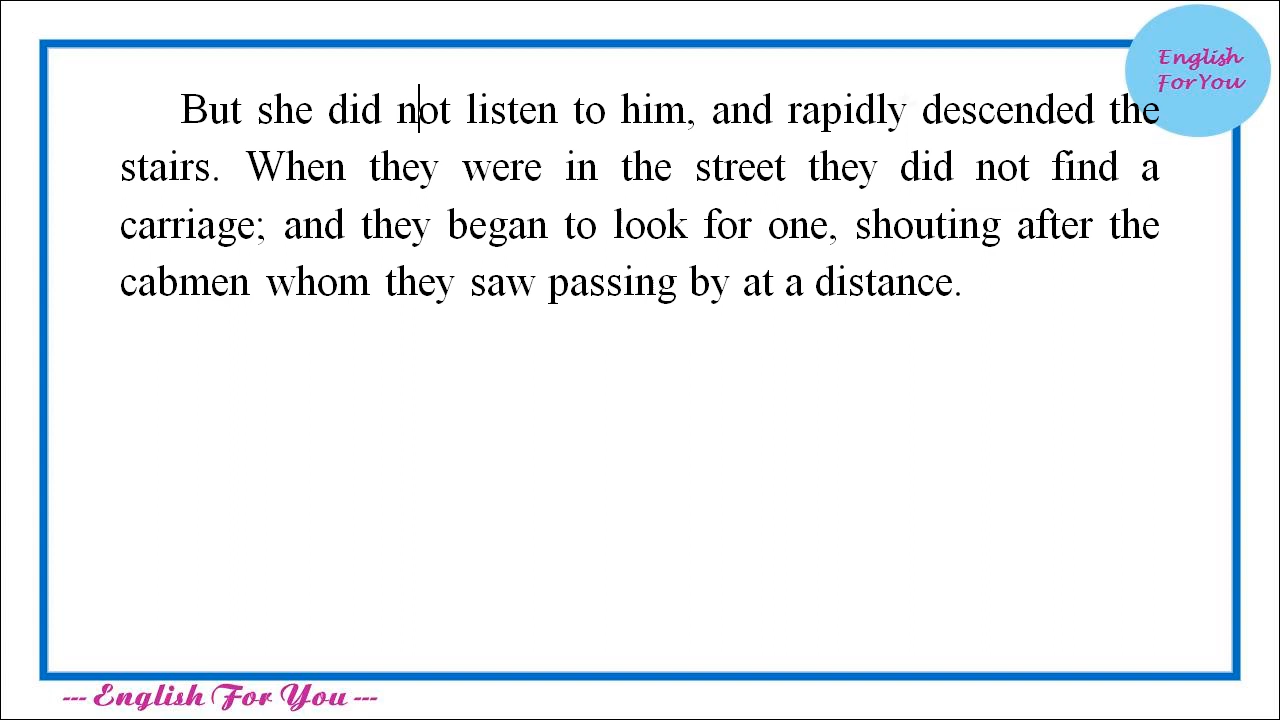 English
ForYou
But she did not listen to him, and rapidly descended the
stairs. When they were in the street they did not find a
carriage; and they began to look for one, shouting after the
cabmen whom they saw passing by at a distance.
--- English For You ---